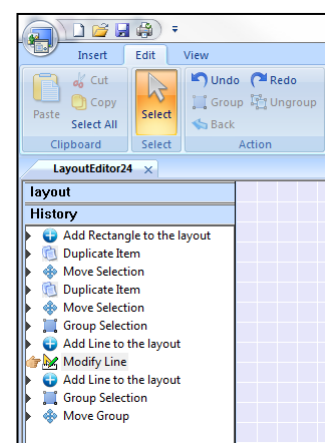 Insert Edit View
Cut Undo Redo
Copy Group Ungroup
Paste Select All Select Back
Clipboard Select Action
LayoutEditor24 x
layout
History
Add Rectangle to the layout
Duplicate Item
Move Selection
Duplicate Item
Move Selection
Group Selection
Add Line to the layout
Modify Line
Add Line to the layout
Group Selection
Move Group